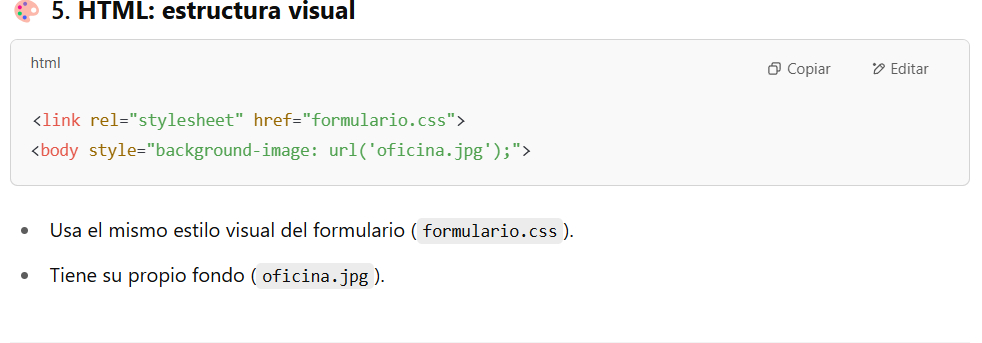 🎨 5. HTML: estructura visual
html
Copiar Editar
<link rel="stylesheet" href="formulario.css">
<body style="background-image: url('oficina.jpg');">
• Usa el mismo estilo visual del formulario (formulario.css).
• Tiene su propio fondo (oficina.jpg).